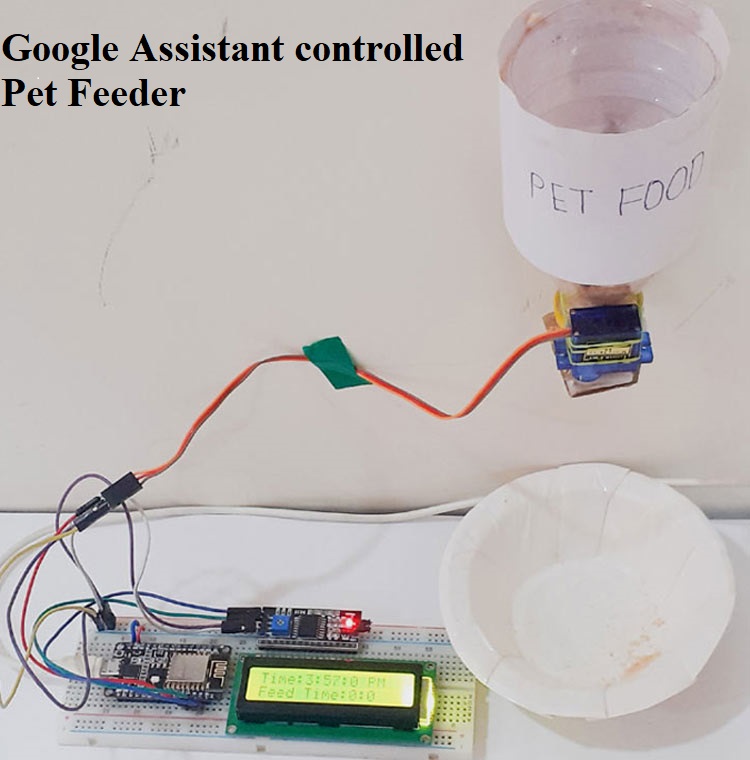 Google Assistant controlled
Pet Feeder
PET FOOD
Time:3:57:0 PM
Feed Time:0:0